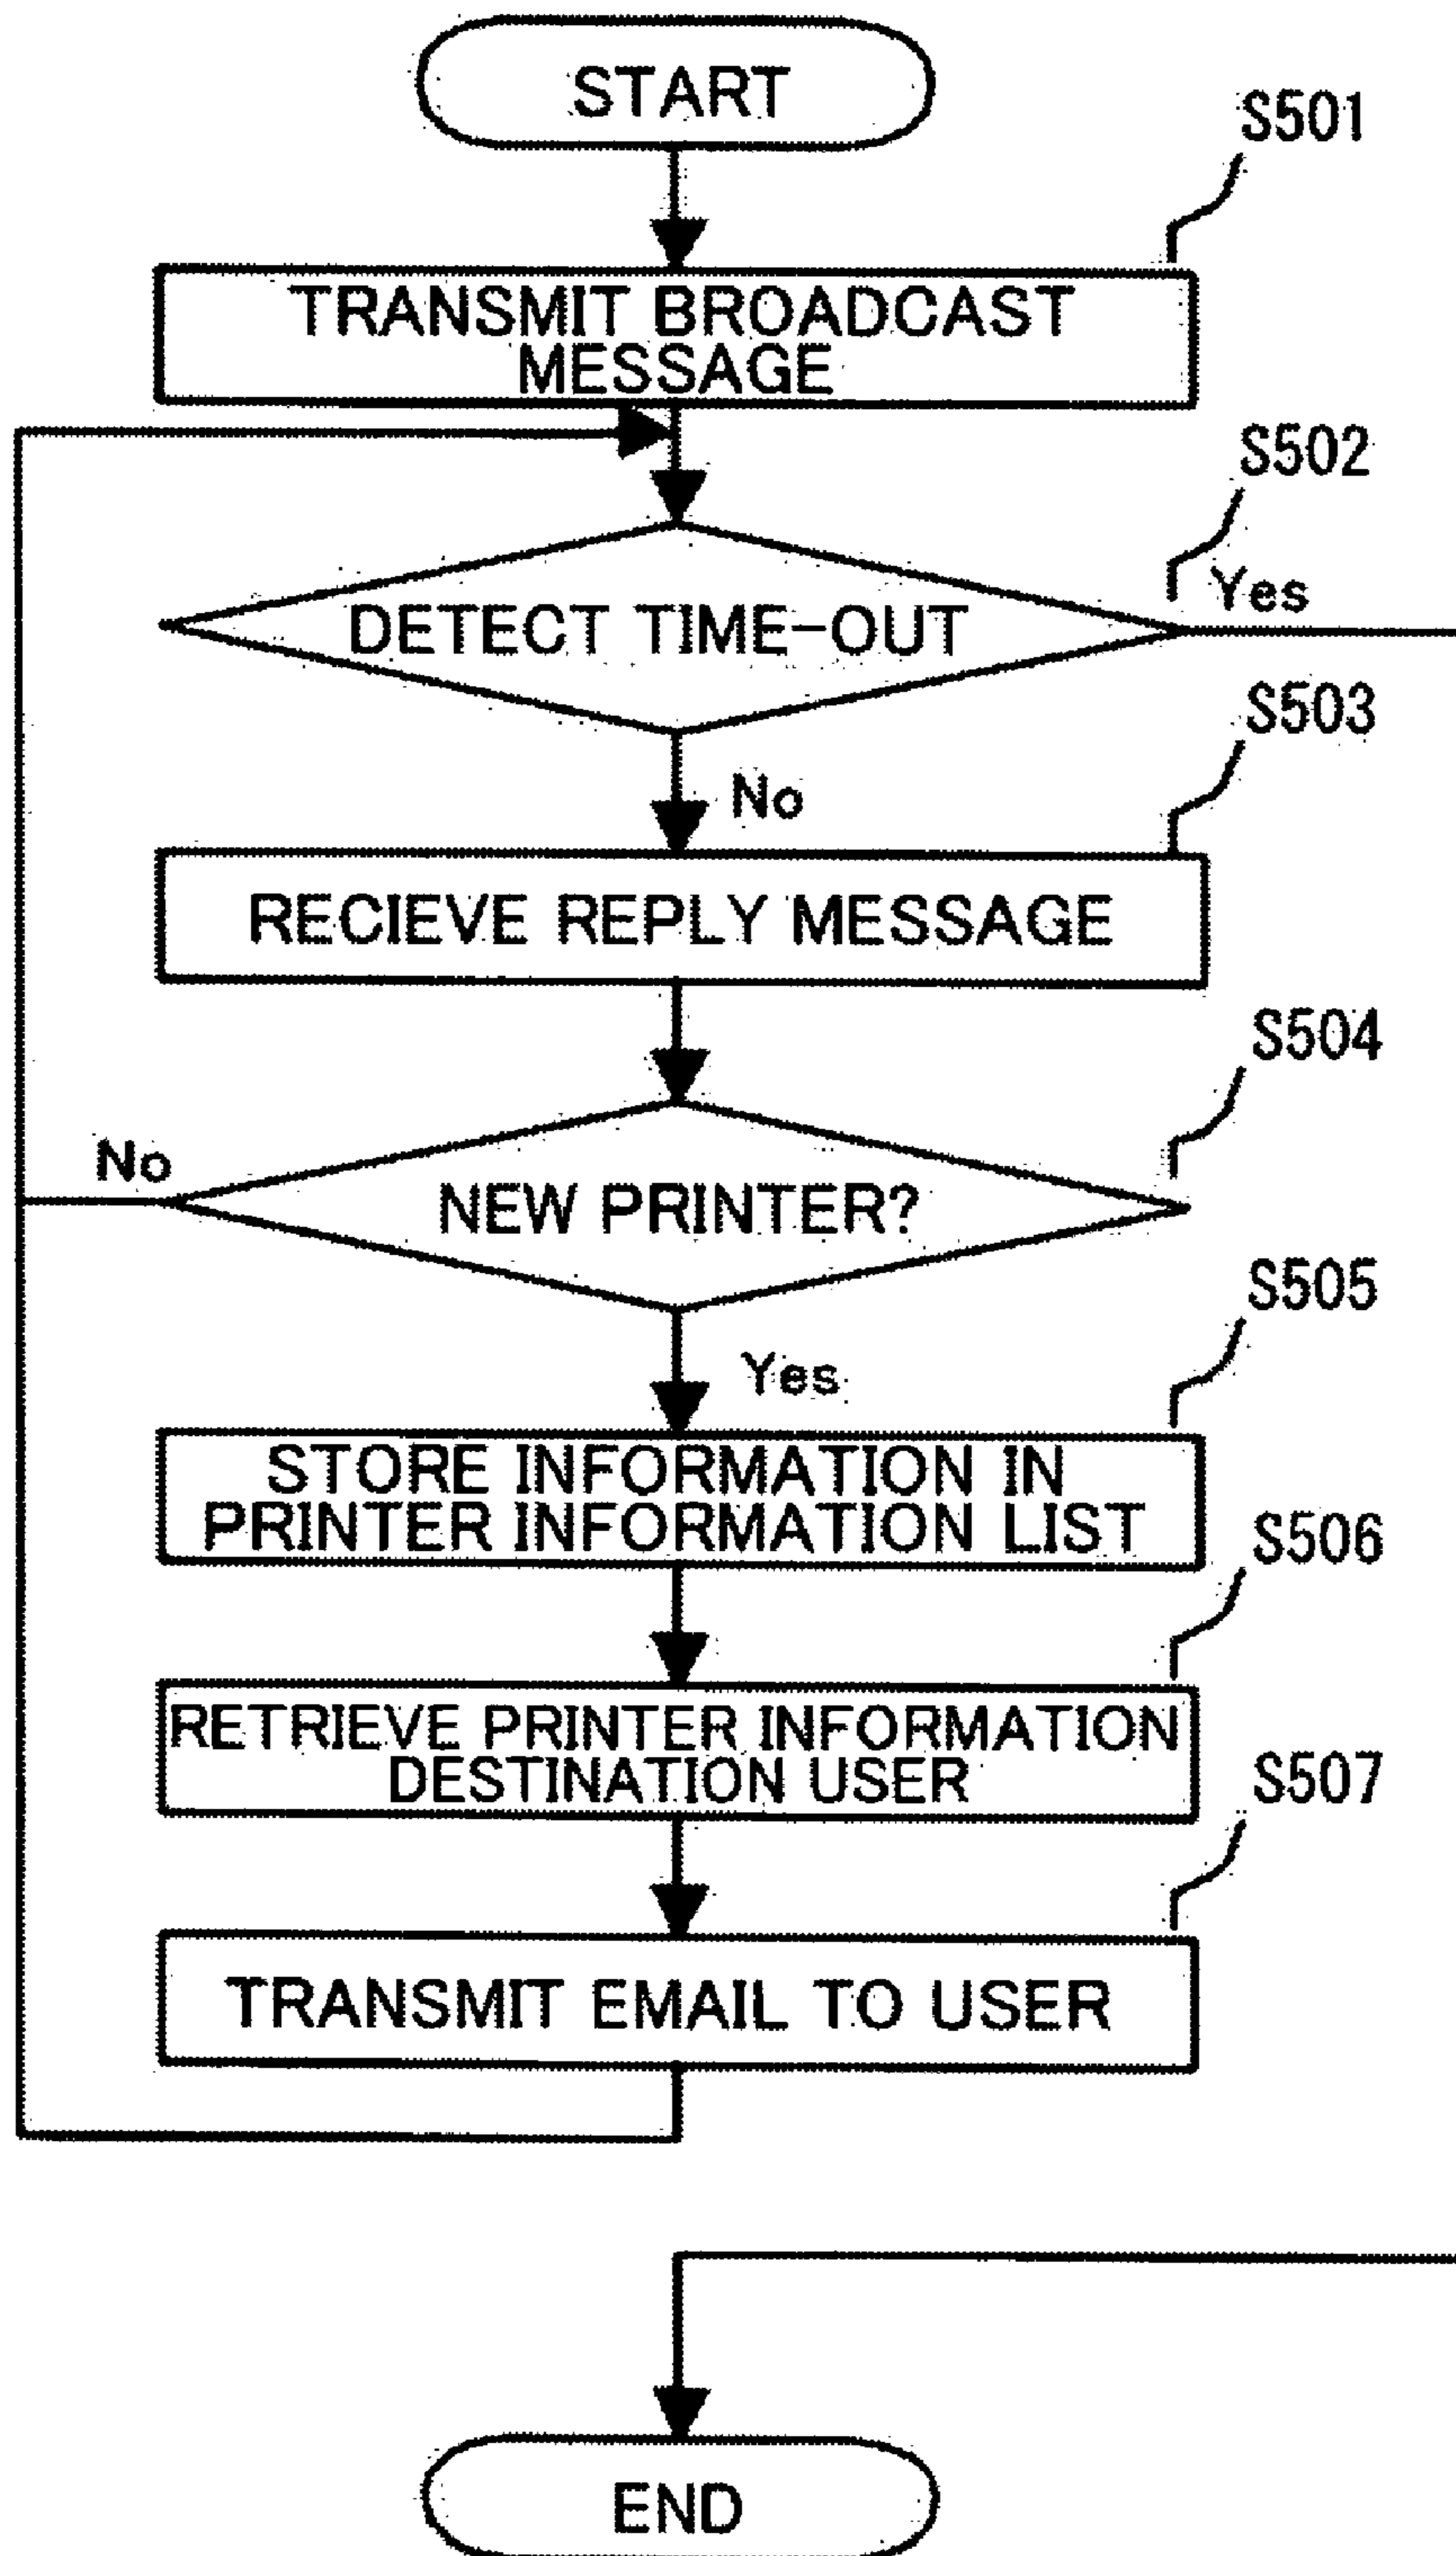 START
S501
TRANSMIT BROADCAST
MESSAGE
S502
DETECT TIME-OUT
Yes
No
S503
RECIEVE REPLY MESSAGE
S504
No
NEW PRINTER?
Yes
S505
STORE INFORMATION IN
PRINTER INFORMATION LIST
S506
RETRIEVE PRINTER INFORMATION
DESTINATION USER
S507
TRANSMIT EMAIL TO USER
END